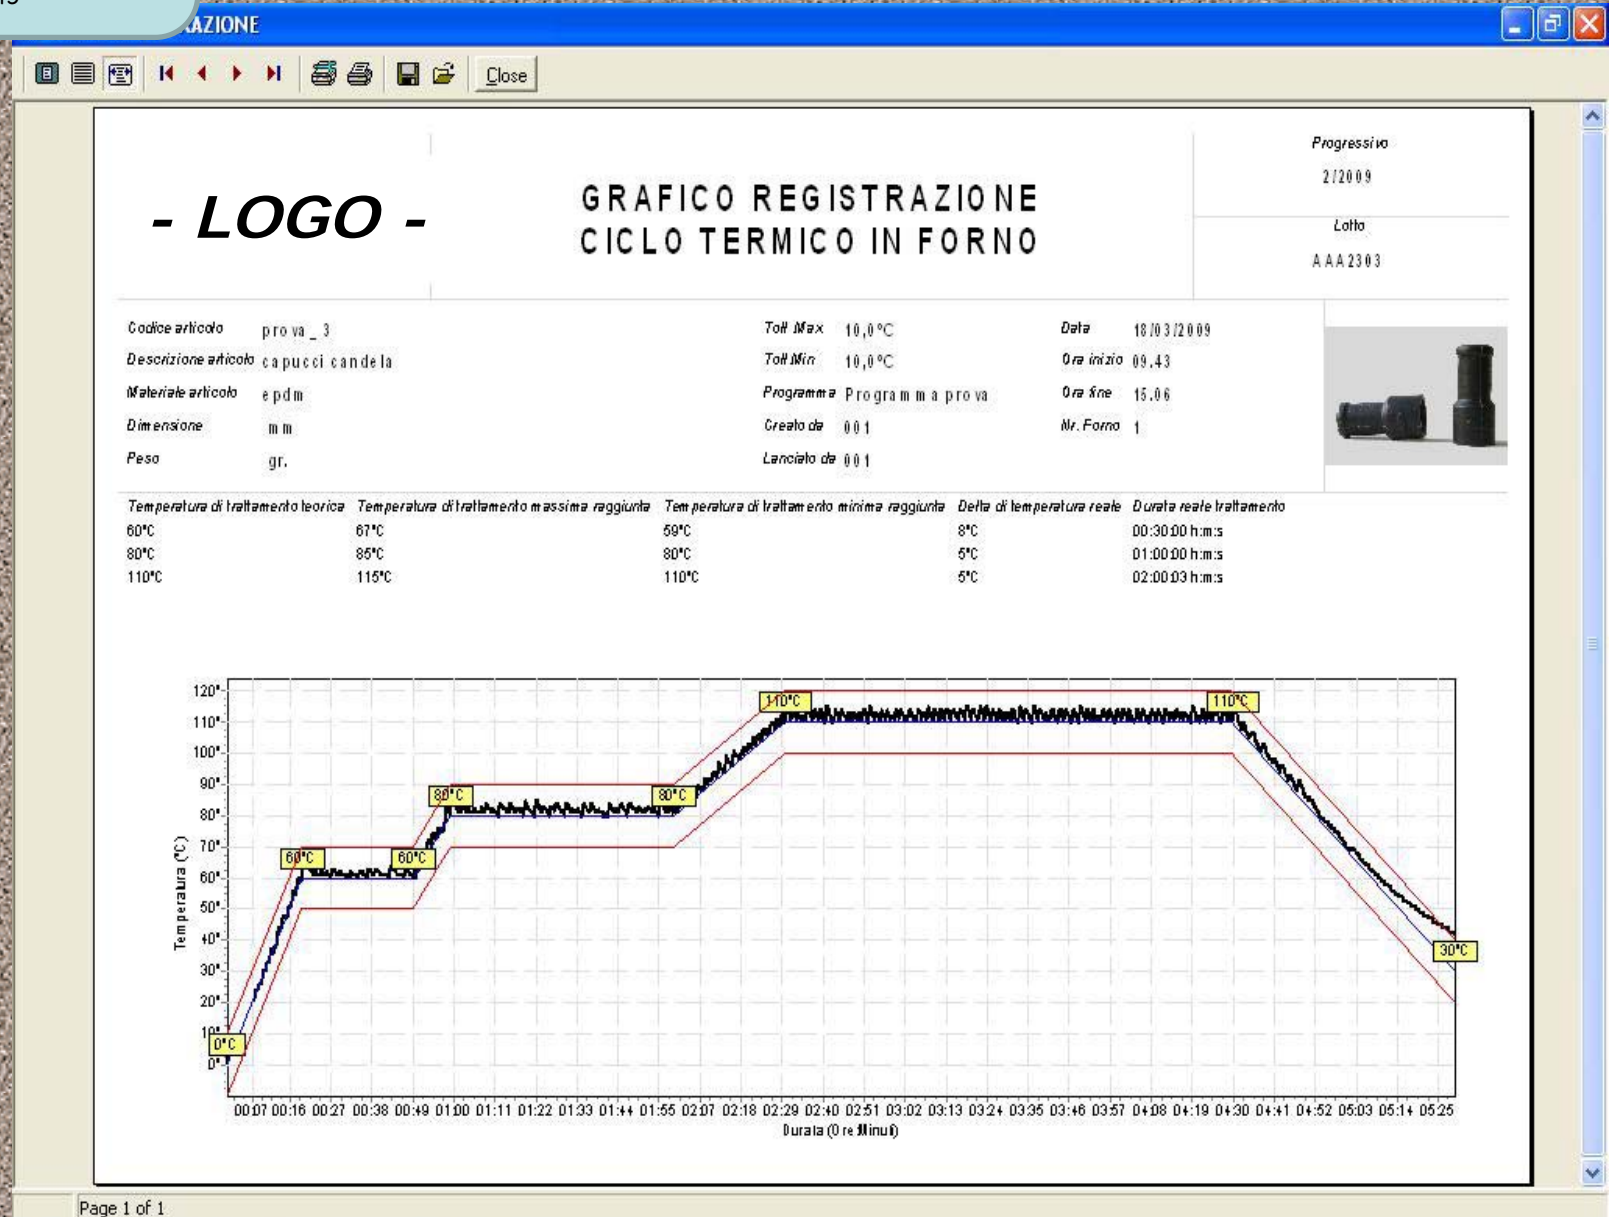 AZIONE
Close
- LOGO -
GRAFICO REGISTRAZIONE
CICLO TERMICO IN FORNO
Progressivo
2/2009
Lotto
AAA2303
Codice articolo prova_3
Descrizione articolo capucci candela
Materiale articolo epdm
Dimensione mm
Peso gr.
Toll Max 10,0°C
Toll Min 10,0°C
Programma Programma prova
Creato da 001
Lanciato da 001
Data 18/03/2009
Ora inizio 09.43
Ora fine 15.06
Nr. Forno 1
Temperatura di trattamento teorica Temperatura di trattamento massima raggiunta Temperatura di trattamento minima raggiunta Delta di temperatura reale Durata reale trattamento
60°C 67°C 59°C 8°C 00:30:00 h:m:s
80°C 85°C 80°C 5°C 01:00:00 h:m:s
110°C 115°C 110°C 5°C 02:00:03 h:m:s
Temperatura (°C)
120°
110°
100°
90°
80°
70°
60°
50°
40°
30°
20°
10°
0°
0°C
60°C
60°C
80°C
80°C
110°C
110°C
30°C
00:07 00:16 00:27 00:38 00:49 01:00 01:11 01:22 01:33 01:44 01:55 02:07 02:18 02:29 02:40 02:51 03:02 03:13 03:24 03:35 03:46 03:57 04:08 04:19 04:30 04:41 04:52 05:03 05:14 05:25
Durata (Ore:Minuti)
Page 1 of 1